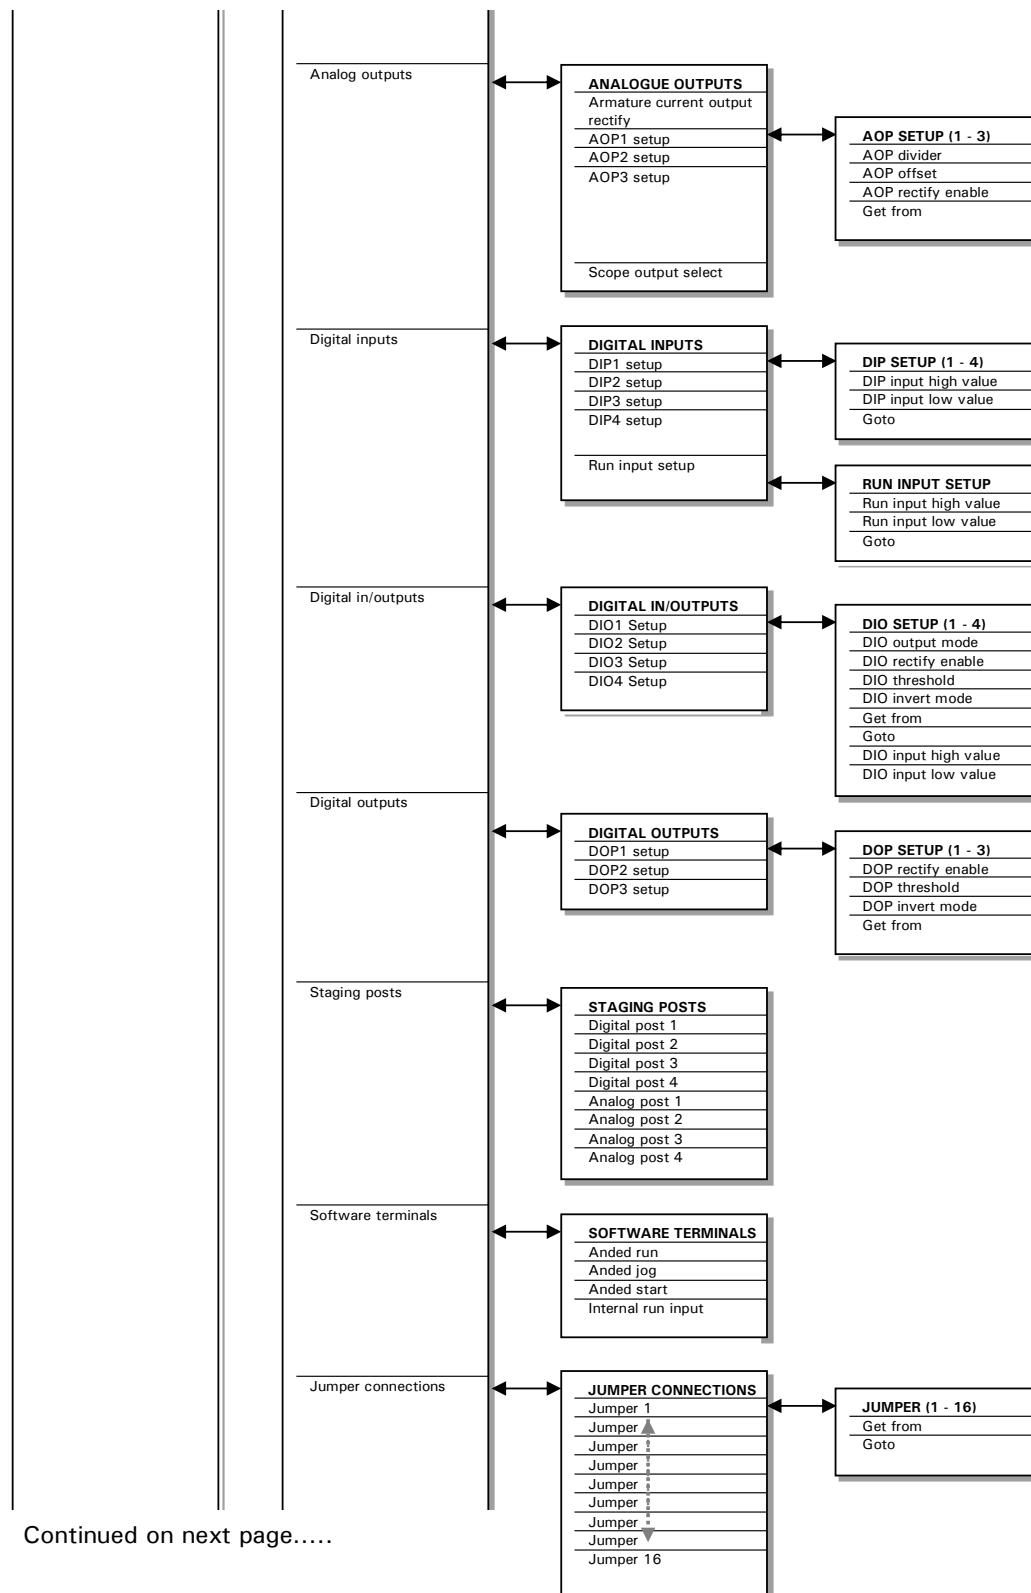 Analog outputs
ANALOGUE OUTPUTS
Armature current output
rectify
AOP1 setup
AOP2 setup
AOP3 setup
Scope output select
AOP SETUP (1 - 3)
AOP divider
AOP offset
AOP rectify enable
Get from
Digital inputs
DIGITAL INPUTS
DIP1 setup
DIP2 setup
DIP3 setup
DIP4 setup
Run input setup
DIP SETUP (1 - 4)
DIP input high value
DIP input low value
Goto
RUN INPUT SETUP
Run input high value
Run input low value
Goto
Digital in/outputs
DIGITAL IN/OUTPUTS
DIO1 Setup
DIO2 Setup
DIO3 Setup
DIO4 Setup
DIO SETUP (1 - 4)
DIO output mode
DIO rectify enable
DIO threshold
DIO invert mode
Get from
Goto
DIO input high value
DIO input low value
Digital outputs
DIGITAL OUTPUTS
DOP1 setup
DOP2 setup
DOP3 setup
DOP SETUP (1 - 3)
DOP rectify enable
DOP threshold
DOP invert mode
Get from
Staging posts
STAGING POSTS
Digital post 1
Digital post 2
Digital post 3
Digital post 4
Analog post 1
Analog post 2
Analog post 3
Analog post 4
Software terminals
SOFTWARE TERMINALS
Anded run
Anded jog
Anded start
Internal run input
Jumper connections
JUMPER CONNECTIONS
Jumper 1
Jumper
Jumper
Jumper
Jumper
Jumper
Jumper
Jumper
Jumper 16
JUMPER (1 - 16)
Get from
Goto
Continued on next page.....